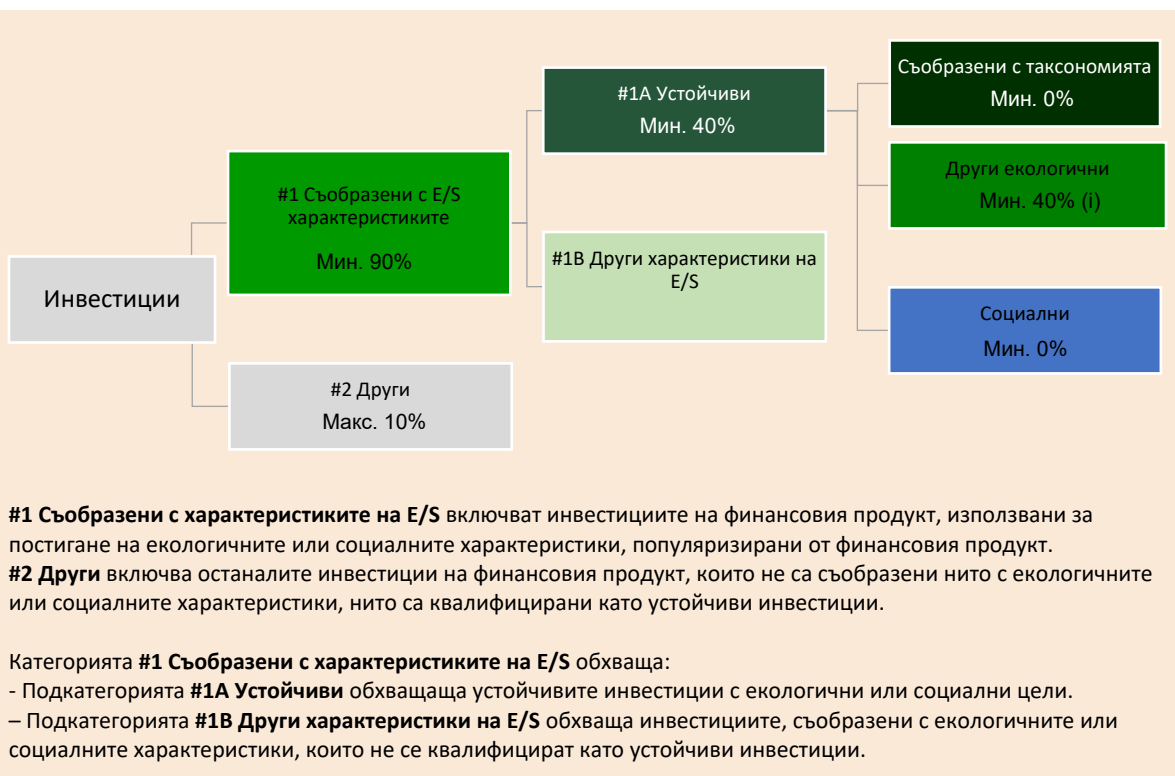 Инвестиции
#1 Съобразени с E/S
характеристиките
Мин. 90%
#2 Други
Макс. 10%
#1A Устойчиви
Мин. 40%
#1B Други характеристики на
E/S
Съобразени с таксономията
Мин. 0%
Други екологични
Мин. 40% (i)
Социални
Мин. 0%
#1 Съобразени с характеристиките на E/S включват инвестициите на финансовия продукт, използвани за
постигане на екологичните или социалните характеристики, популяризирани от финансовия продукт.
#2 Други включва останалите инвестиции на финансовия продукт, които не са съобразени нито с екологичните
или социалните характеристики, нито са квалифицирани като устойчиви инвестиции.
Категорията #1 Съобразени с характеристиките на E/S обхваща:
- Подкатегорията #1A Устойчиви обхващаща устойчивите инвестиции с екологични или социални цели.
– Подкатегорията #1B Други характеристики на E/S обхваща инвестициите, съобразени с екологичните или
социалните характеристики, които не се квалифицират като устойчиви инвестиции.